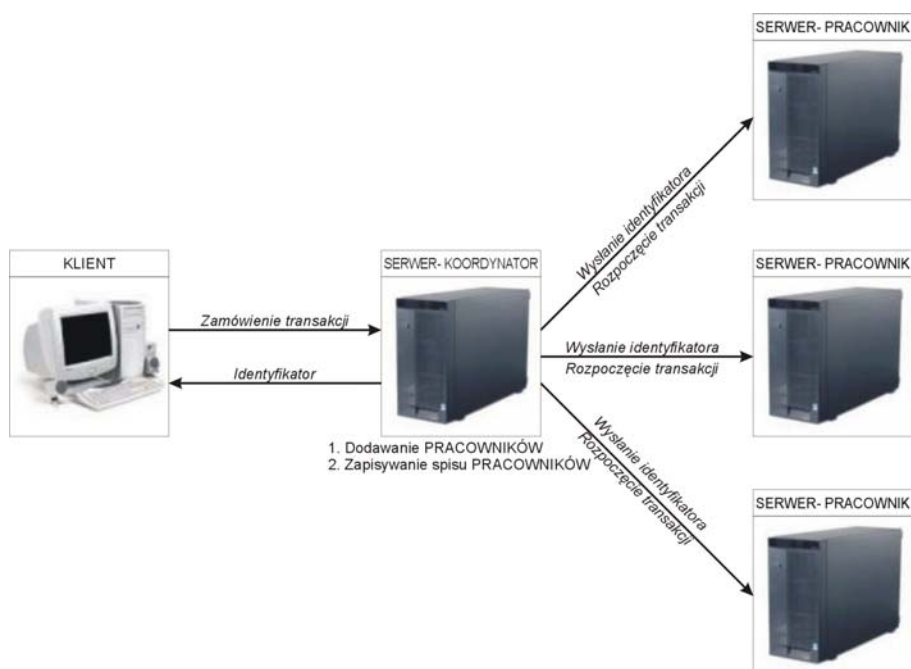 SERWER- PRACOWNIK
Wysłanie identyfikatora
Rozpoczęcie transakcji
KLIENT
SERWER- KOORDYNATOR
SERWER- PRACOWNIK
Zamówienie transakcji
Wysłanie identyfikatora
Rozpoczęcie transakcji
Identyfikator
1. Dodawanie PRACOWNIKÓW
2. Zapisywanie spisu PRACOWNIKÓW
Wysłanie identyfikatora
Rozpoczęcie transakcji
SERWER- PRACOWNIK